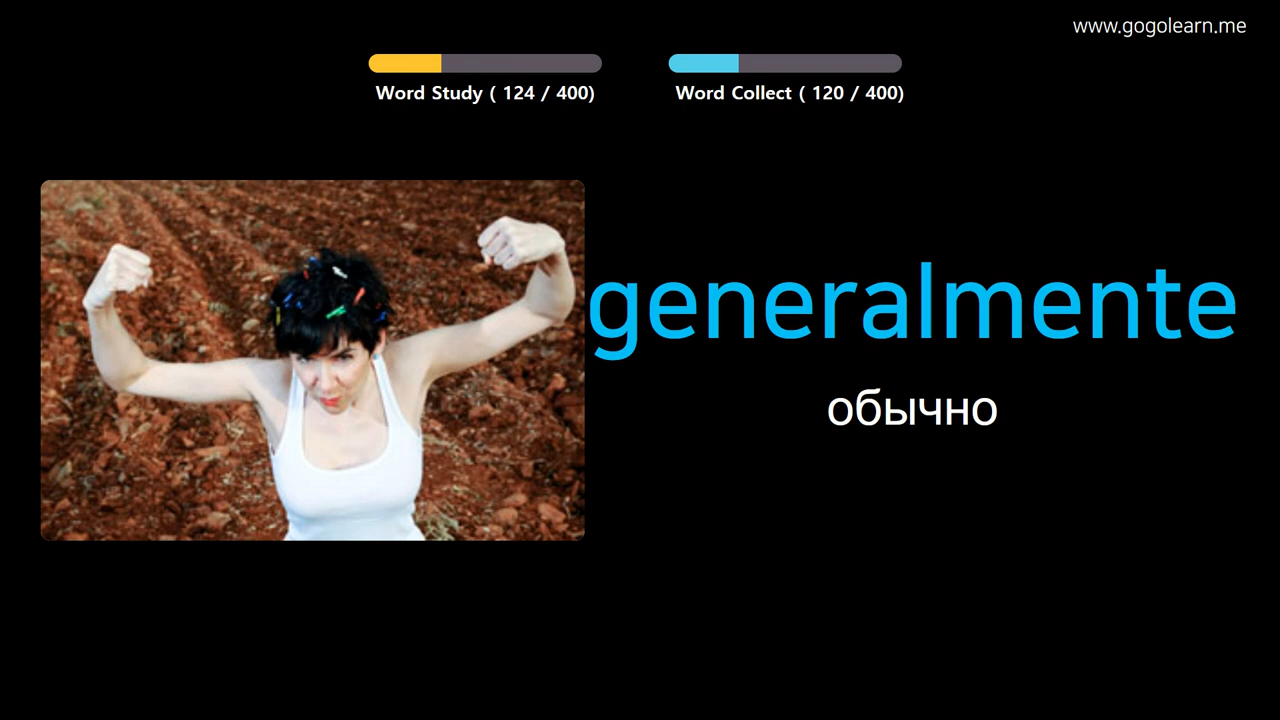 www.gogolearn.me
Word Study ( 124 / 400)
Word Collect ( 120 / 400)
generalmente
обычно